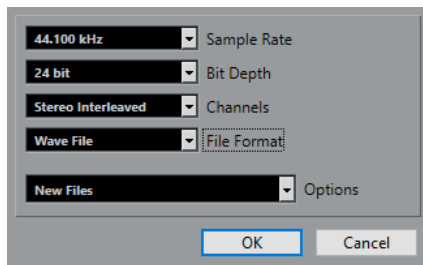 44.100 kHz Sample Rate
24 bit Bit Depth
Stereo Interleaved Channels
Wave File File Format
New Files Options
OK Cancel